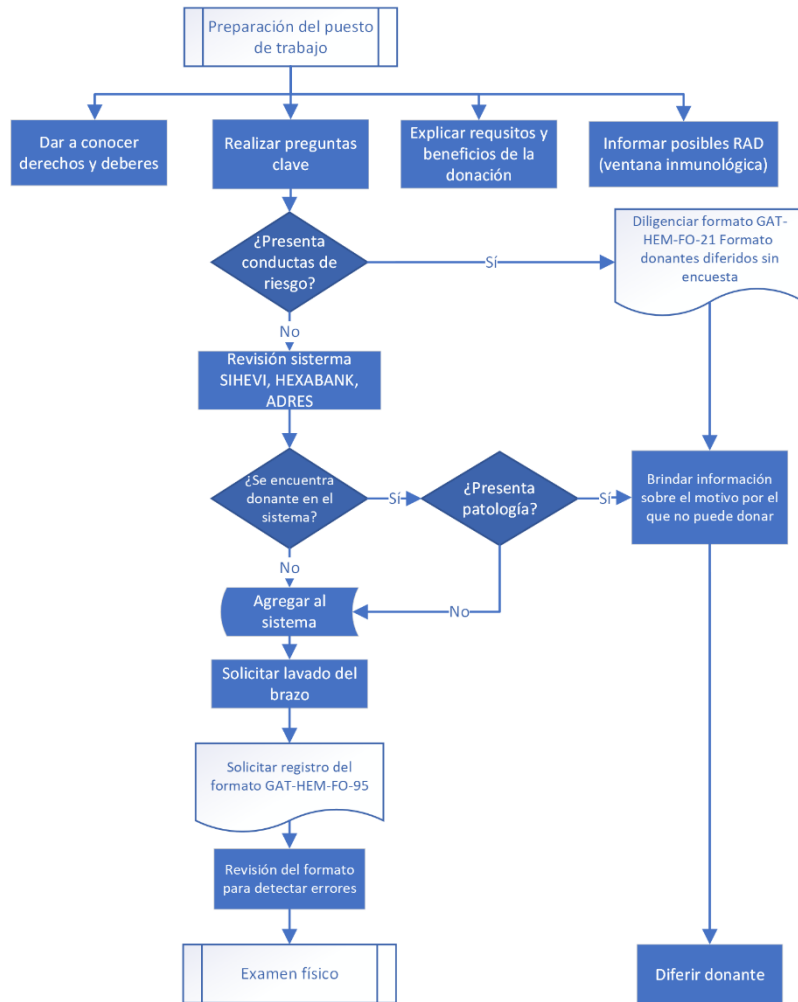 Preparación del puesto
de trabajo
Dar a conocer
derechos y deberes
Realizar preguntas
clave
Explicar requsitos y
beneficios de la
donación
Informar posibles RAD
(ventana inmunológica)
¿Presenta
conductas de
riesgo?
Sí
Diligenciar formato GAT-
HEM-FO-21 Formato
donantes diferidos sin
encuesta
No
Revisión sisterma
SIHEVI, HEXABANK,
ADRES
¿Se encuentra
donante en el
sistema?
Sí
¿Presenta
patología?
Sí
Brindar información
sobre el motivo por el
que no puede donar
No
Agregar al
sistema
No
Solicitar lavado del
brazo
Solicitar registro del
formato GAT-HEM-FO-95
Revisión del formato
para detectar errores
Examen físico
Diferir donante